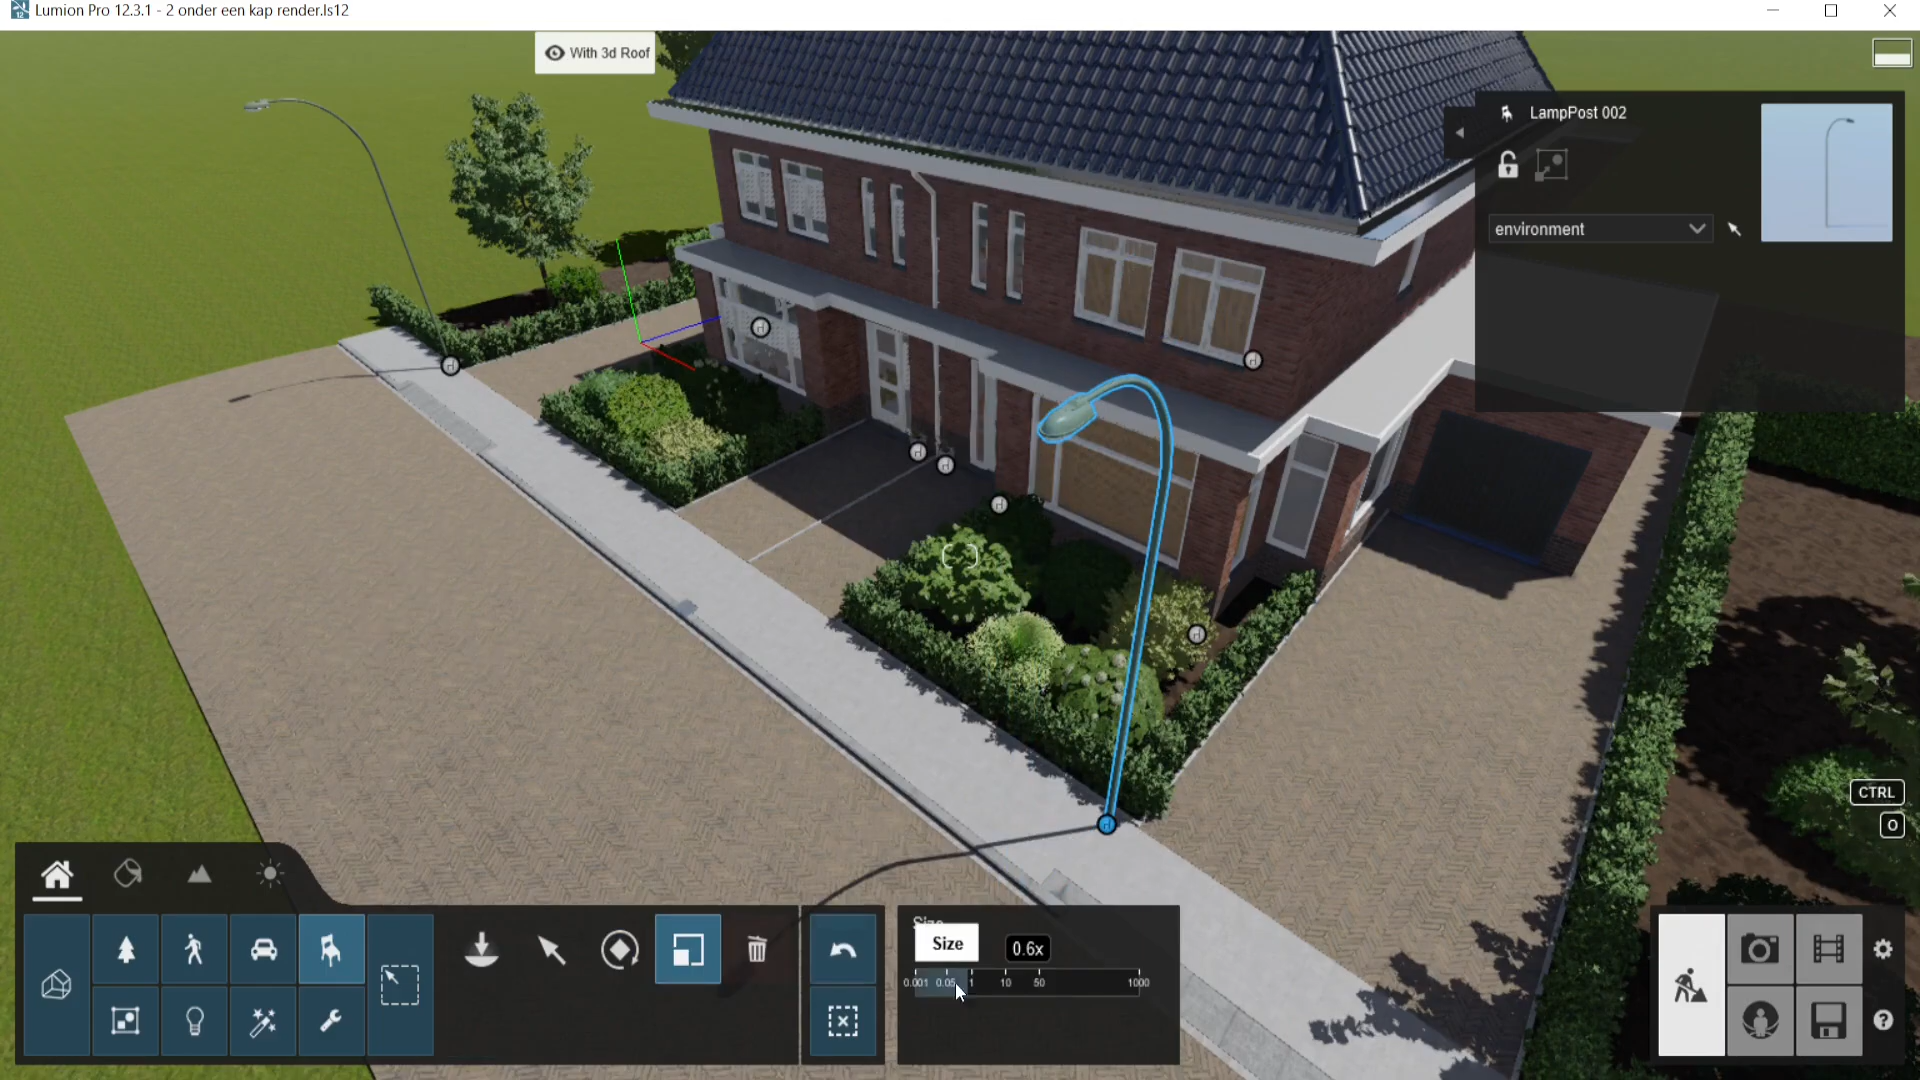 Lumion Pro 12.3.1 - 2 onder een kap render.ls12
With 3d Roof
LampPost 002
environment
CTRL
O
Size
Size
0.6x
0.001 0.05 1 10 50 1000